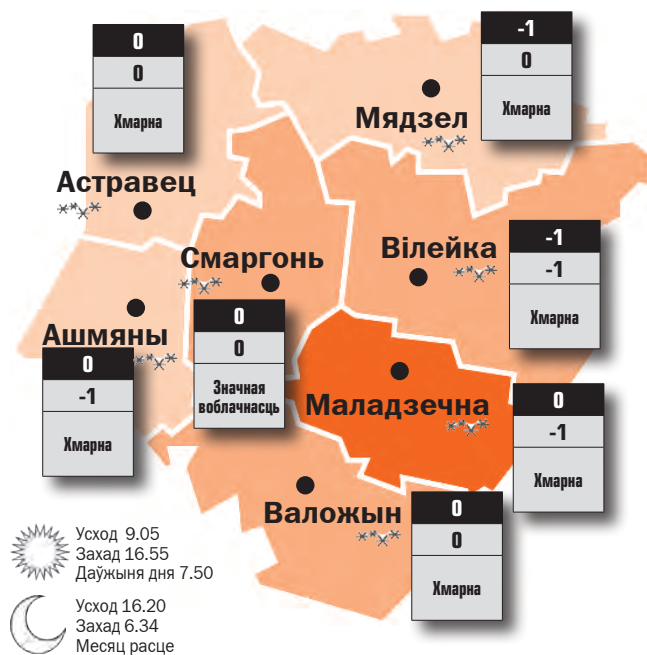 0
0
Хмарна
Астравец
-1
0
Хмарна
Мядзел
Смаргонь
0
0
Значная
воблачнасць
Вілейка
-1
-1
Хмарна
Ашмяны
0
-1
Хмарна
Маладзечна
0
-1
Хмарна
Валожын
0
0
Хмарна
Усход 9.05
Захад 16.55
Даўжыня дня 7.50
Усход 16.20
Захад 6.34
Месяц расце